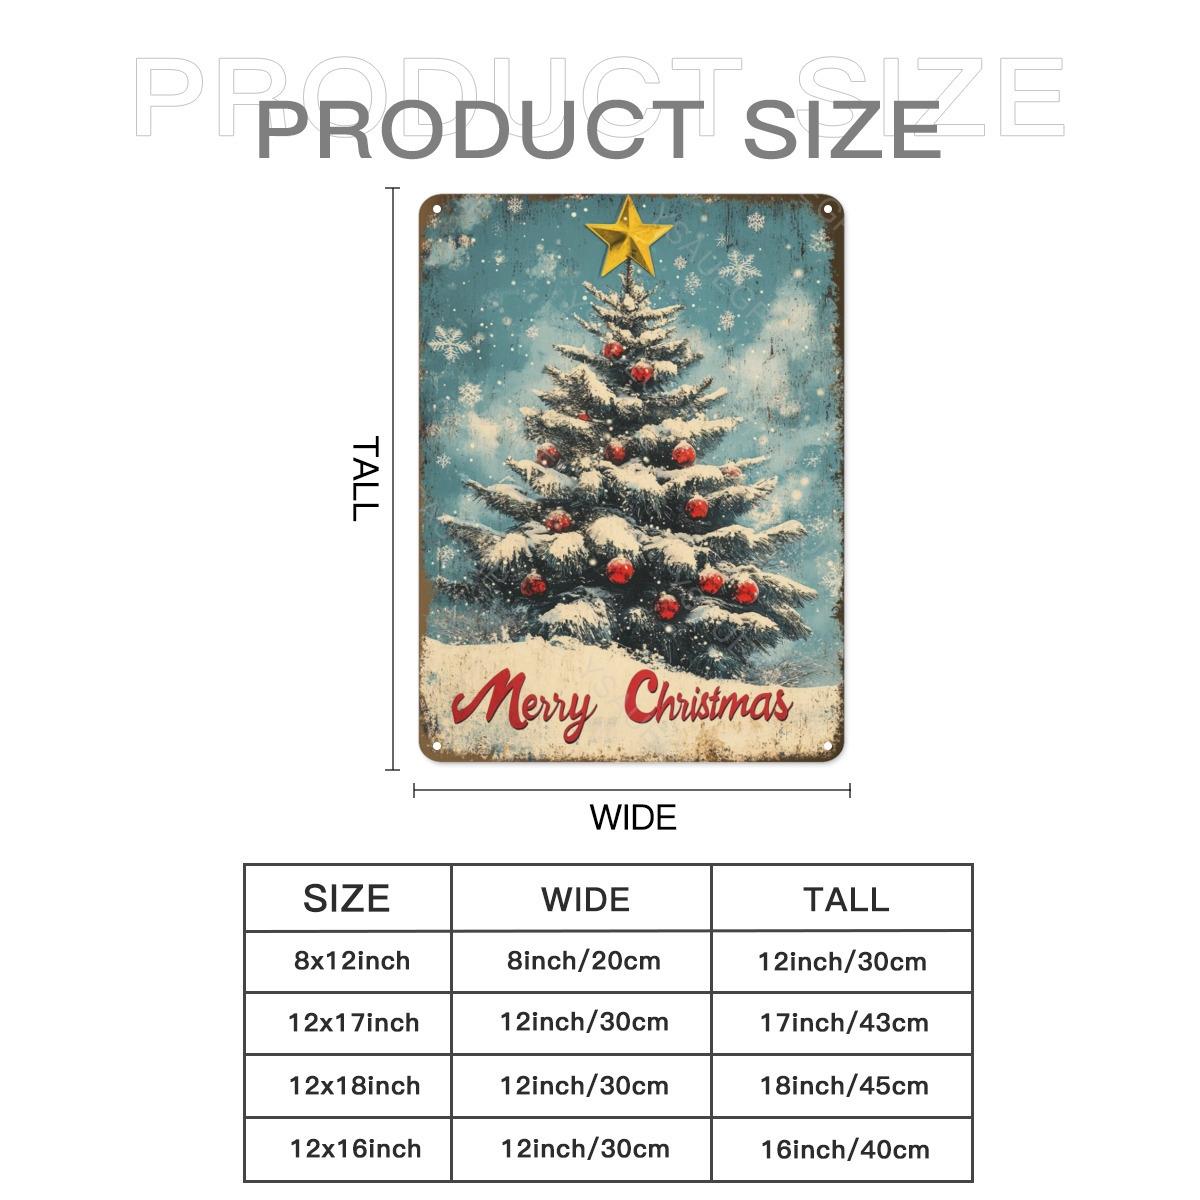 PRODUCT SIZE
PRODUCT SIZE
TALL
Merry Christmas
WIDE
SIZE WIDE TALL
8x12inch 8inch/20cm 12inch/30cm
12x17inch 12inch/30cm 17inch/43cm
12x18inch 12inch/30cm 18inch/45cm
12x16inch 12inch/30cm 16inch/40cm